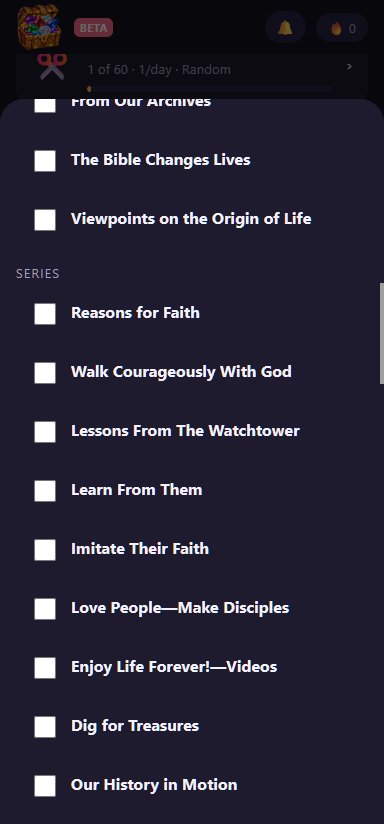 BETA
0
1 of 60 · 1/day · Random
From Our Archives
The Bible Changes Lives
Viewpoints on the Origin of Life
SERIES
Reasons for Faith
Walk Courageously With God
Lessons From The Watchtower
Learn From Them
Imitate Their Faith
Love People—Make Disciples
Enjoy Life Forever!—Videos
Dig for Treasures
Our History in Motion